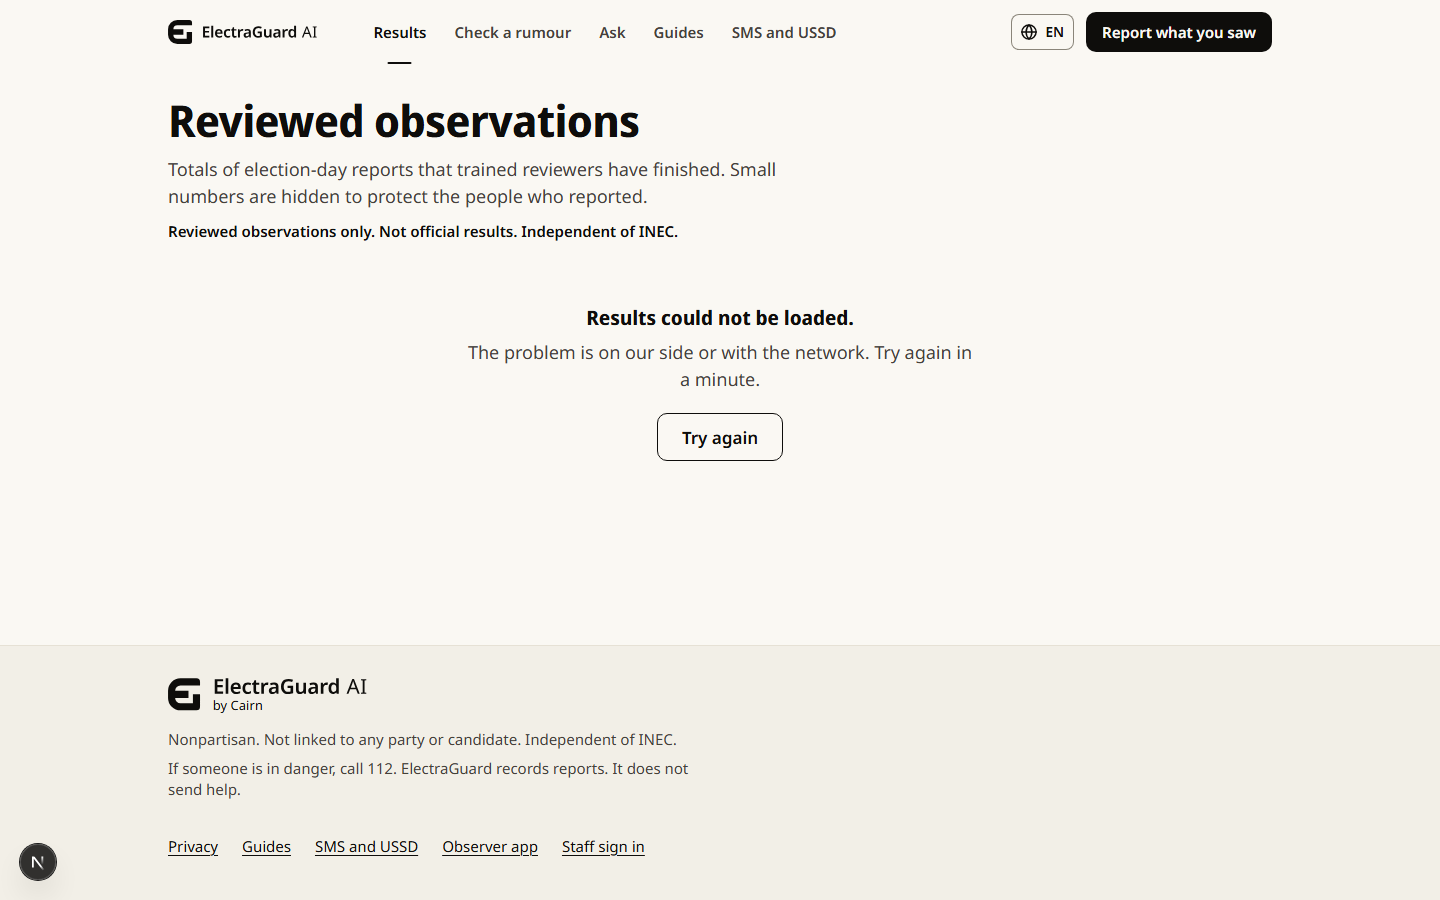 ElectraGuard AI
Results
Check a rumour
Ask
Guides
SMS and USSD
EN
Report what you saw
Reviewed observations
Totals of election-day reports that trained reviewers have finished. Small
numbers are hidden to protect the people who reported.
Reviewed observations only. Not official results. Independent of INEC.
Results could not be loaded.
The problem is on our side or with the network. Try again in
a minute.
Try again
ElectraGuard AI
by Cairn
Nonpartisan. Not linked to any party or candidate. Independent of INEC.
If someone is in danger, call 112. ElectraGuard records reports. It does not
send help.
Privacy
Guides
SMS and USSD
Observer app
Staff sign in
N